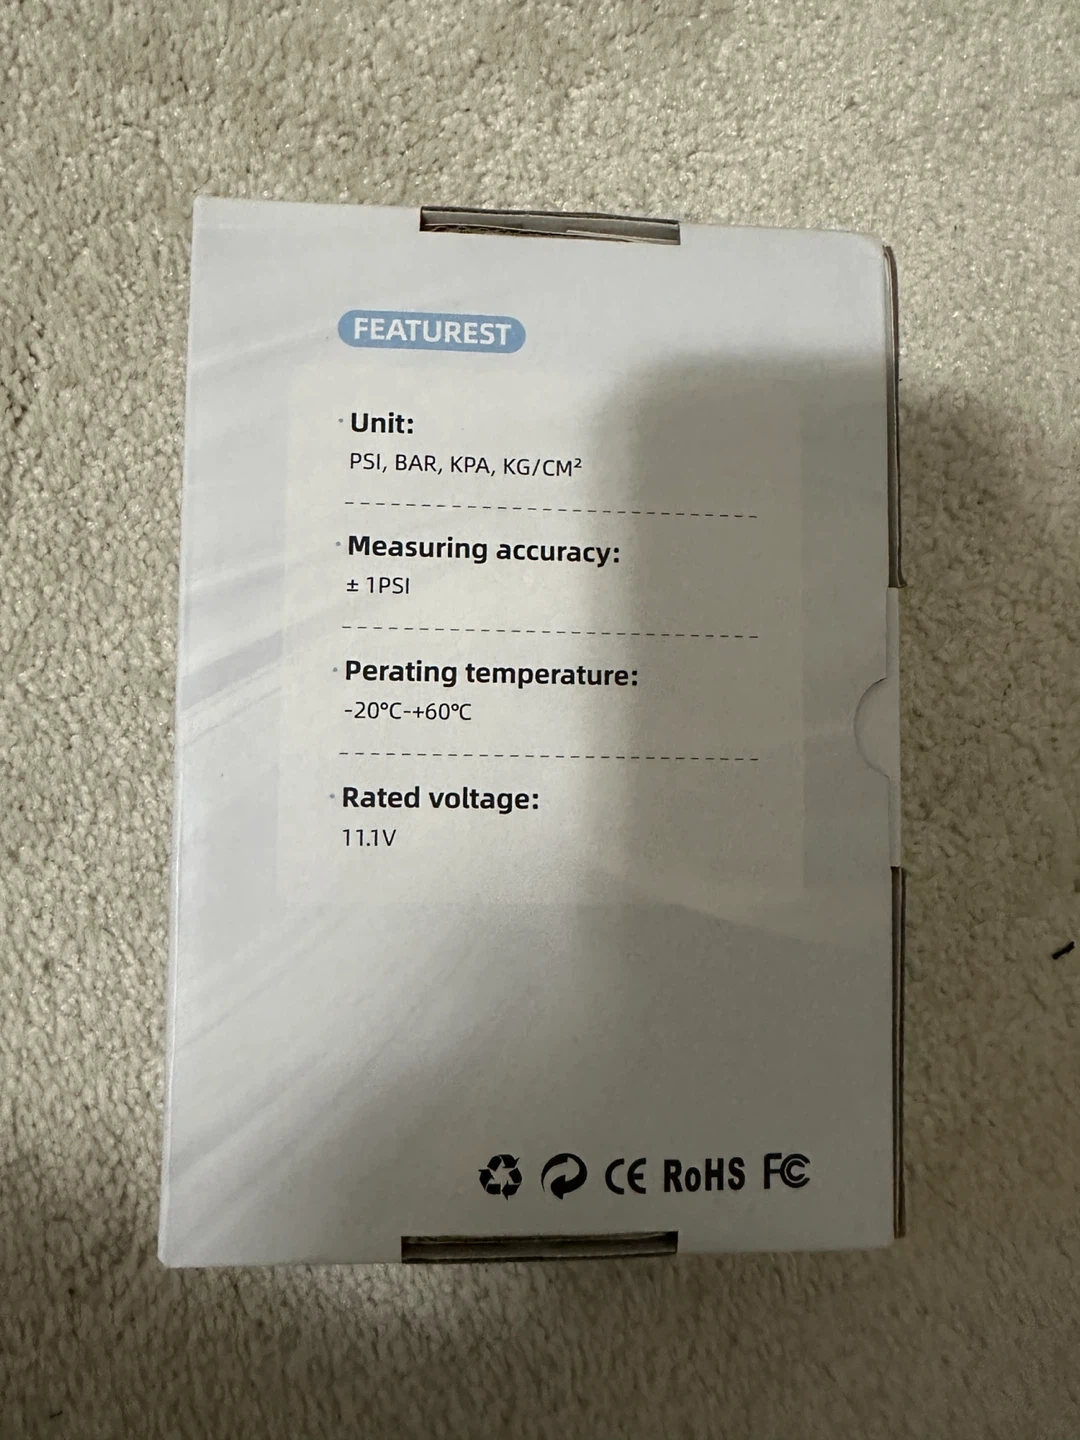 FEATUREST
· Unit:
PSI, BAR, KPA, KG/CM²
· Measuring accuracy:
± 1PSI
· Perating temperature:
-20℃-+60℃
· Rated voltage:
11.1V
CE RoHS FC